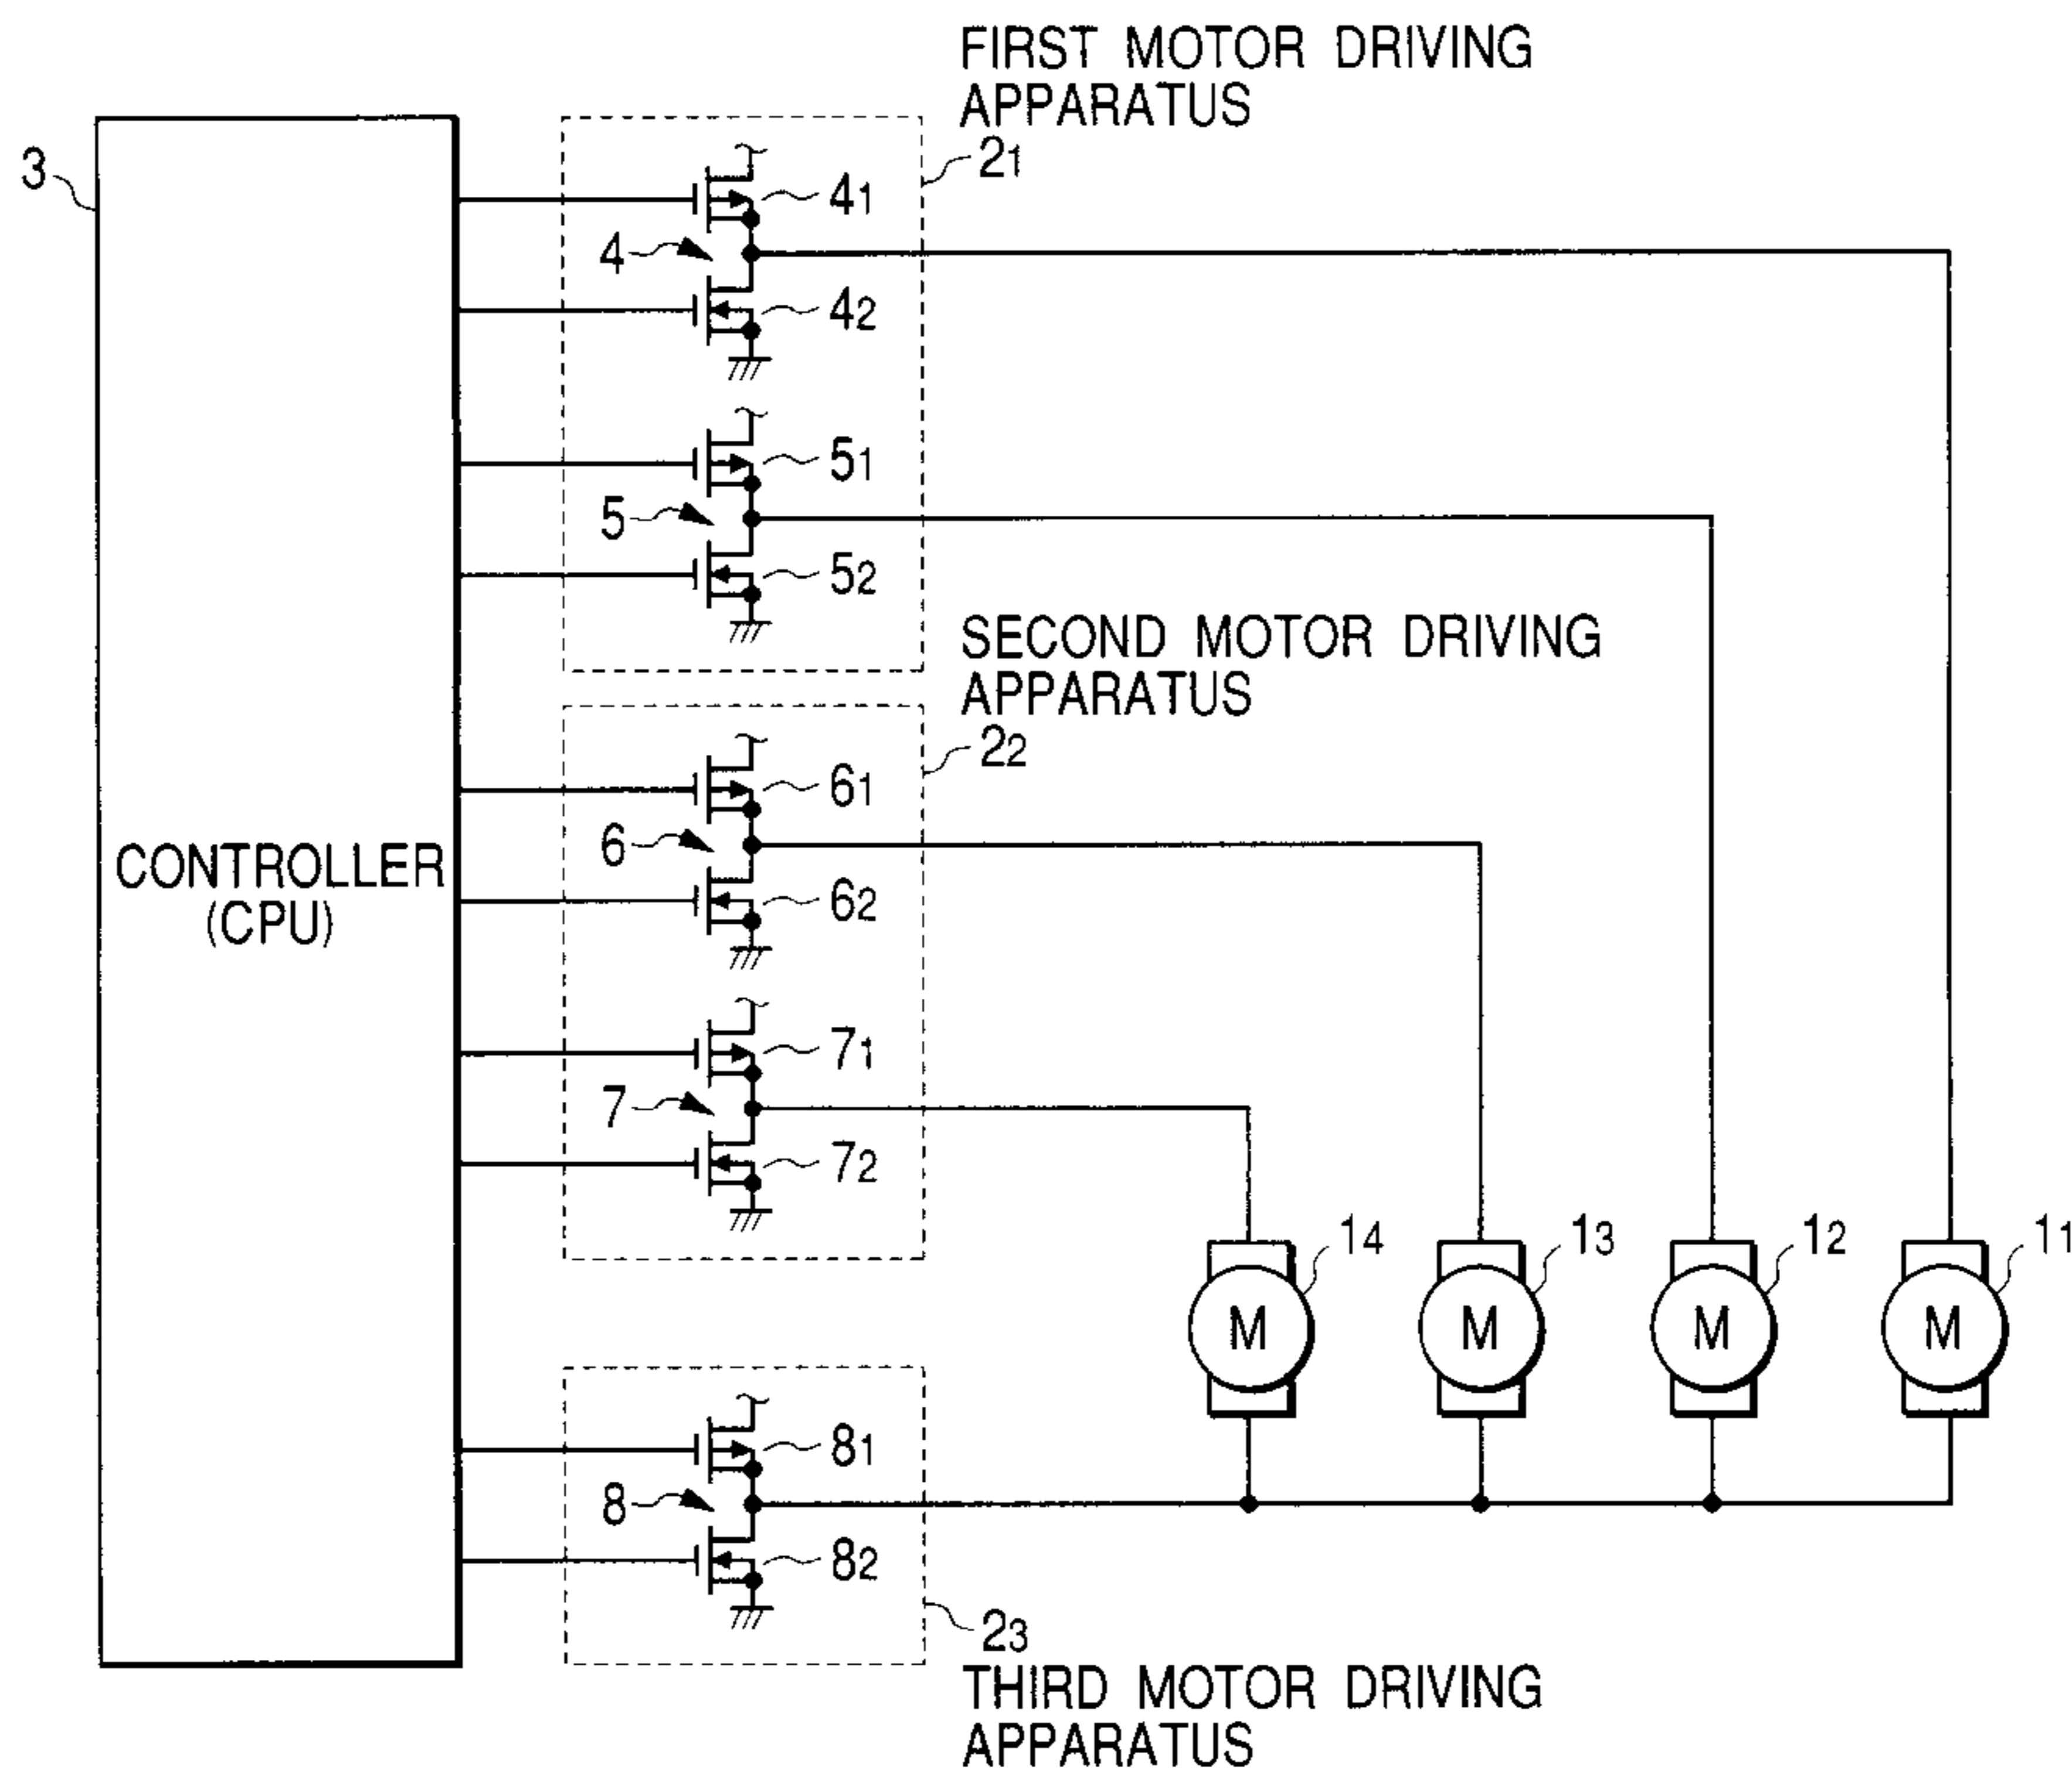 FIRST MOTOR DRIVING
APPARATUS
21
3
41
4
42
51
5
52
SECOND MOTOR DRIVING
APPARATUS
22
61
6
62
CONTROLLER
(CPU)
71
7
72
14
13
12
11
M
M
M
M
81
8
82
23
THIRD MOTOR DRIVING
APPARATUS